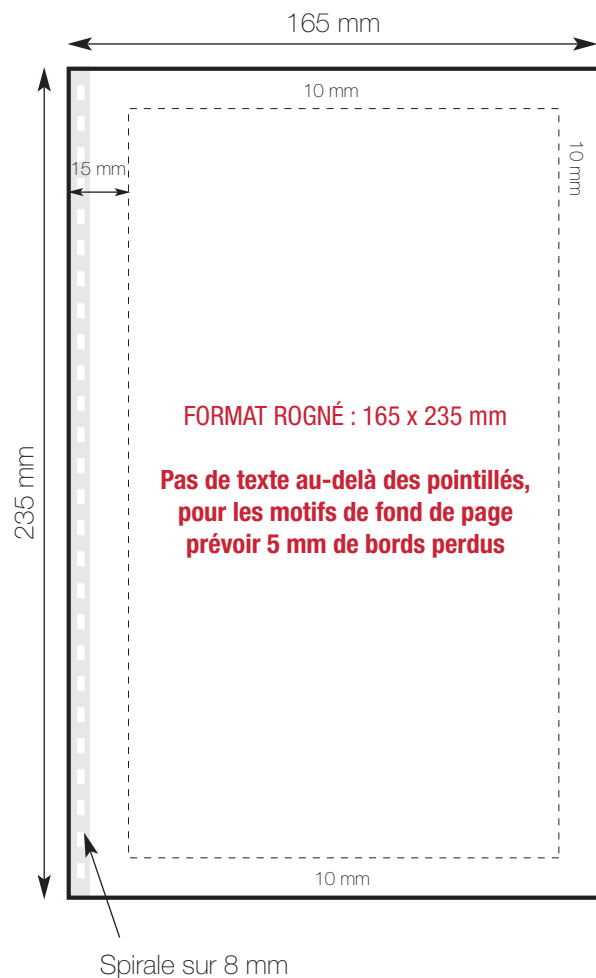 165 mm
10 mm
15 mm
10 mm
235 mm
FORMAT ROGNÉ : 165 x 235 mm
Pas de texte au-delà des pointillés,
pour les motifs de fond de page
prévoir 5 mm de bords perdus
10 mm
Spirale sur 8 mm